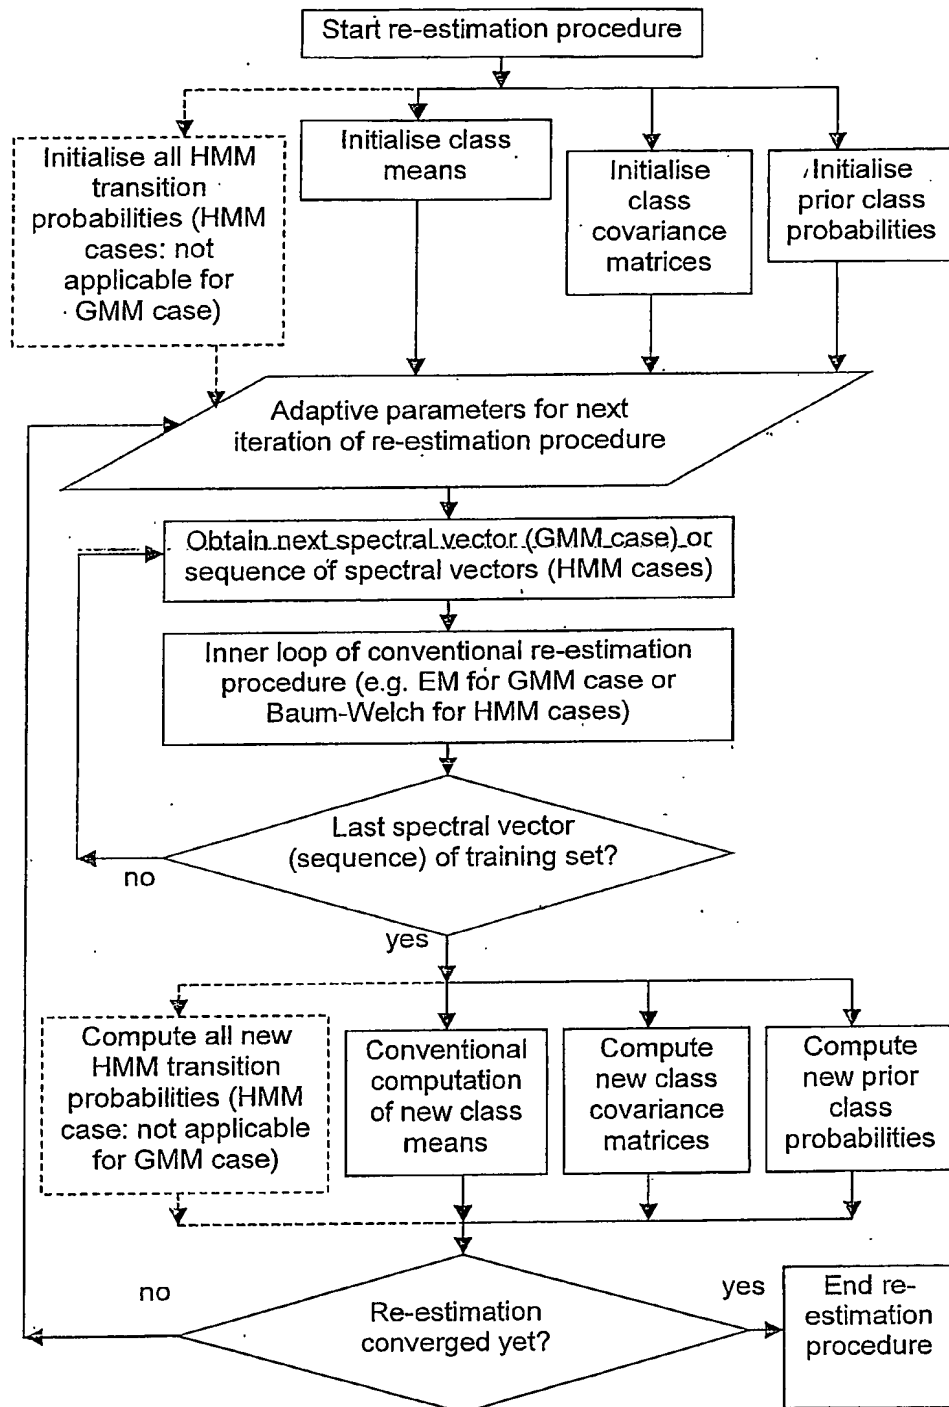 Start re-estimation procedure
Initialise all HMM
transition
probabilities (HMM
cases: not
applicable for
GMM case)
Initialise class
means
Initialise
class
covariance
matrices
Initialise
prior class
probabilities
Adaptive parameters for next
iteration of re-estimation procedure
Obtain next spectral vector (GMM case) or
sequence of spectral vectors (HMM cases)
Inner loop of conventional re-estimation
procedure (e.g. EM for GMM case or
Baum-Welch for HMM cases)
Last spectral vector
(sequence) of training set?
no
yes
Compute all new
HMM transition
probabilities (HMM
case: not applicable
for GMM case)
Conventional
computation
of new class
means
Compute
new class
covariance
matrices
Compute
new prior
class
probabilities
no
Re-estimation
converged yet?
yes
End re-
estimation
procedure